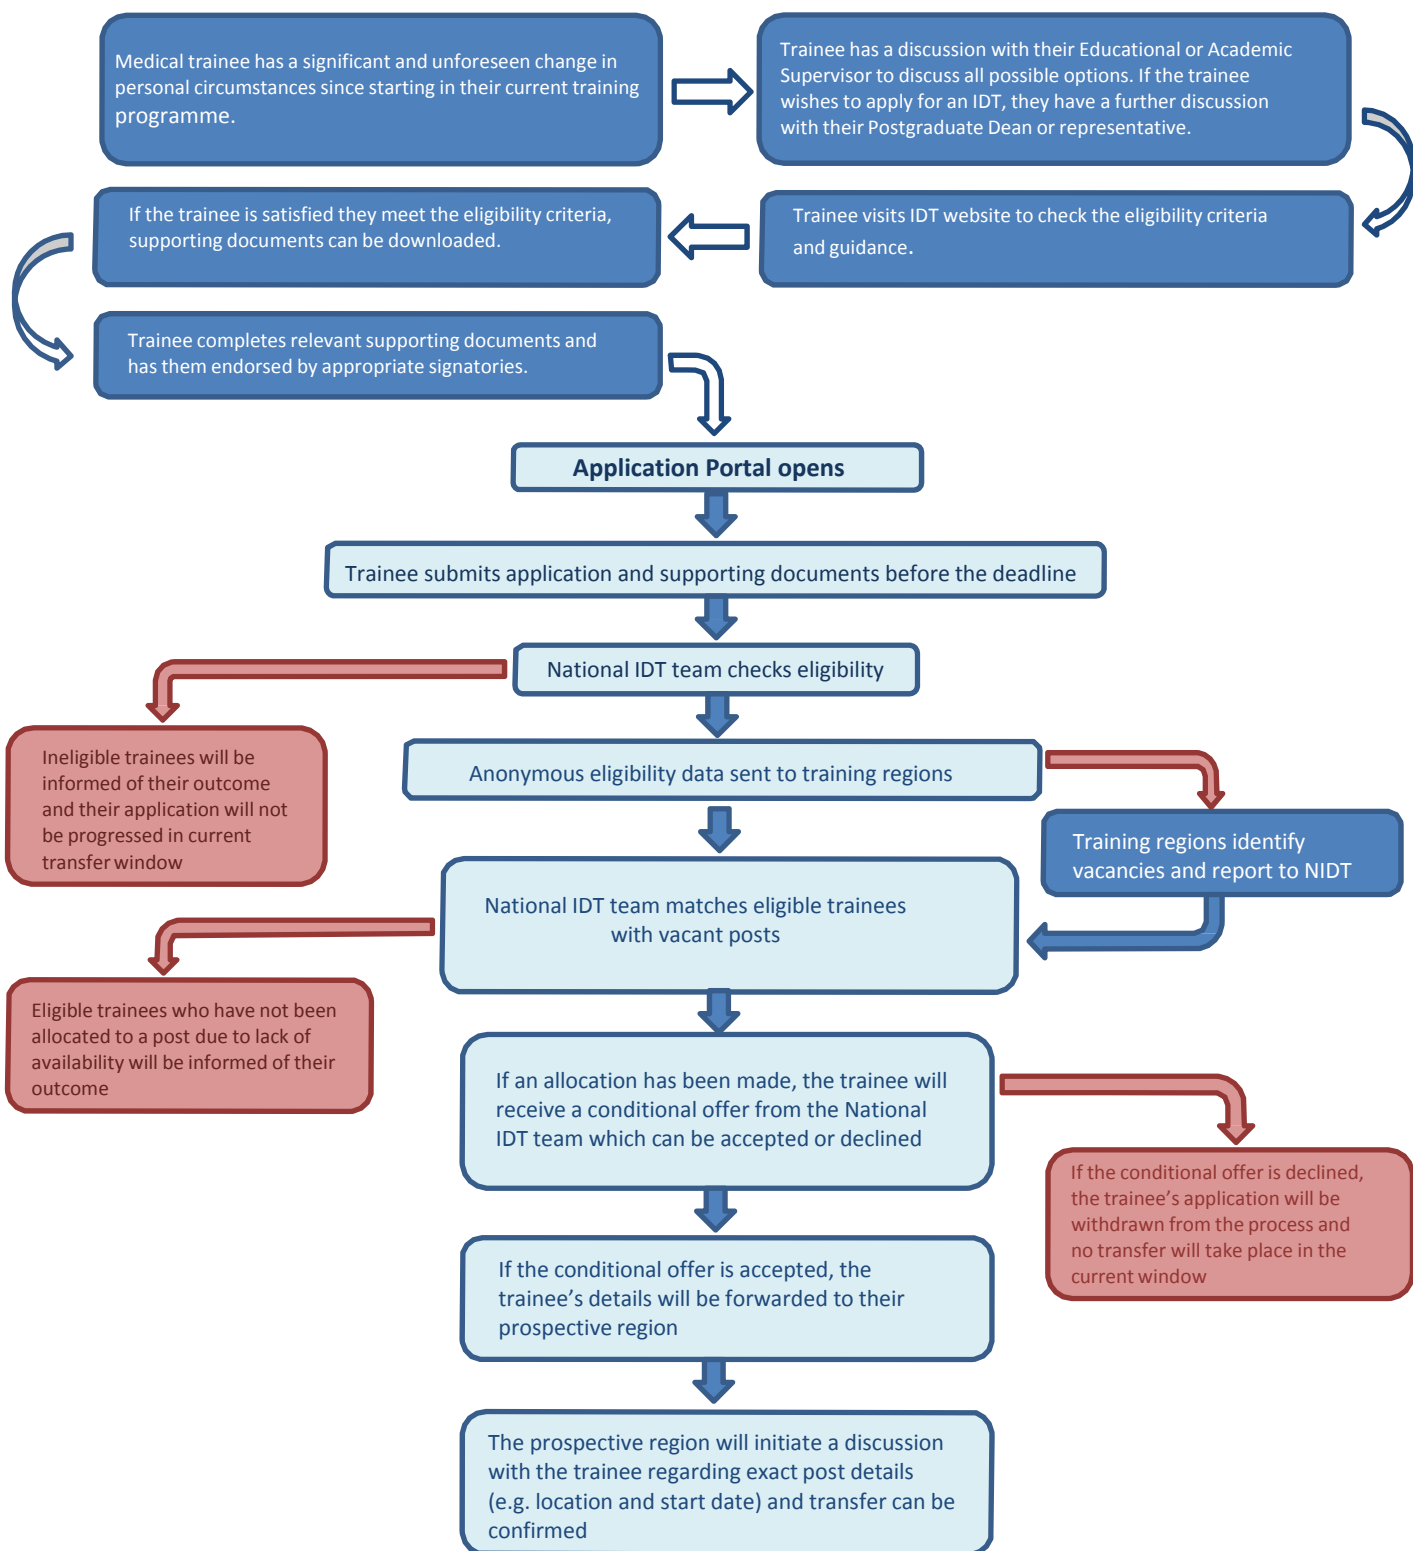 Medical trainee has a significant and unforeseen change in
personal circumstances since starting in their current training
programme.
Trainee has a discussion with their Educational or Academic
Supervisor to discuss all possible options. If the trainee
wishes to apply for an IDT, they have a further discussion
with their Postgraduate Dean or representative.
Trainee visits IDT website to check the eligibility criteria
and guidance.
If the trainee is satisfied they meet the eligibility criteria,
supporting documents can be downloaded.
Trainee completes relevant supporting documents and
has them endorsed by appropriate signatories.
Application Portal opens
Trainee submits application and supporting documents before the deadline
National IDT team checks eligibility
Ineligible trainees will be
informed of their outcome
and their application will not
be progressed in current
transfer window
Anonymous eligibility data sent to training regions
Training regions identify
vacancies and report to NIDT
National IDT team matches eligible trainees
with vacant posts
Eligible trainees who have not been
allocated to a post due to lack of
availability will be informed of their
outcome
If an allocation has been made, the trainee will
receive a conditional offer from the National
IDT team which can be accepted or declined
If the conditional offer is declined,
the trainee’s application will be
withdrawn from the process and
no transfer will take place in the
current window
If the conditional offer is accepted, the
trainee’s details will be forwarded to their
prospective region
The prospective region will initiate a discussion
with the trainee regarding exact post details
(e.g. location and start date) and transfer can be
confirmed